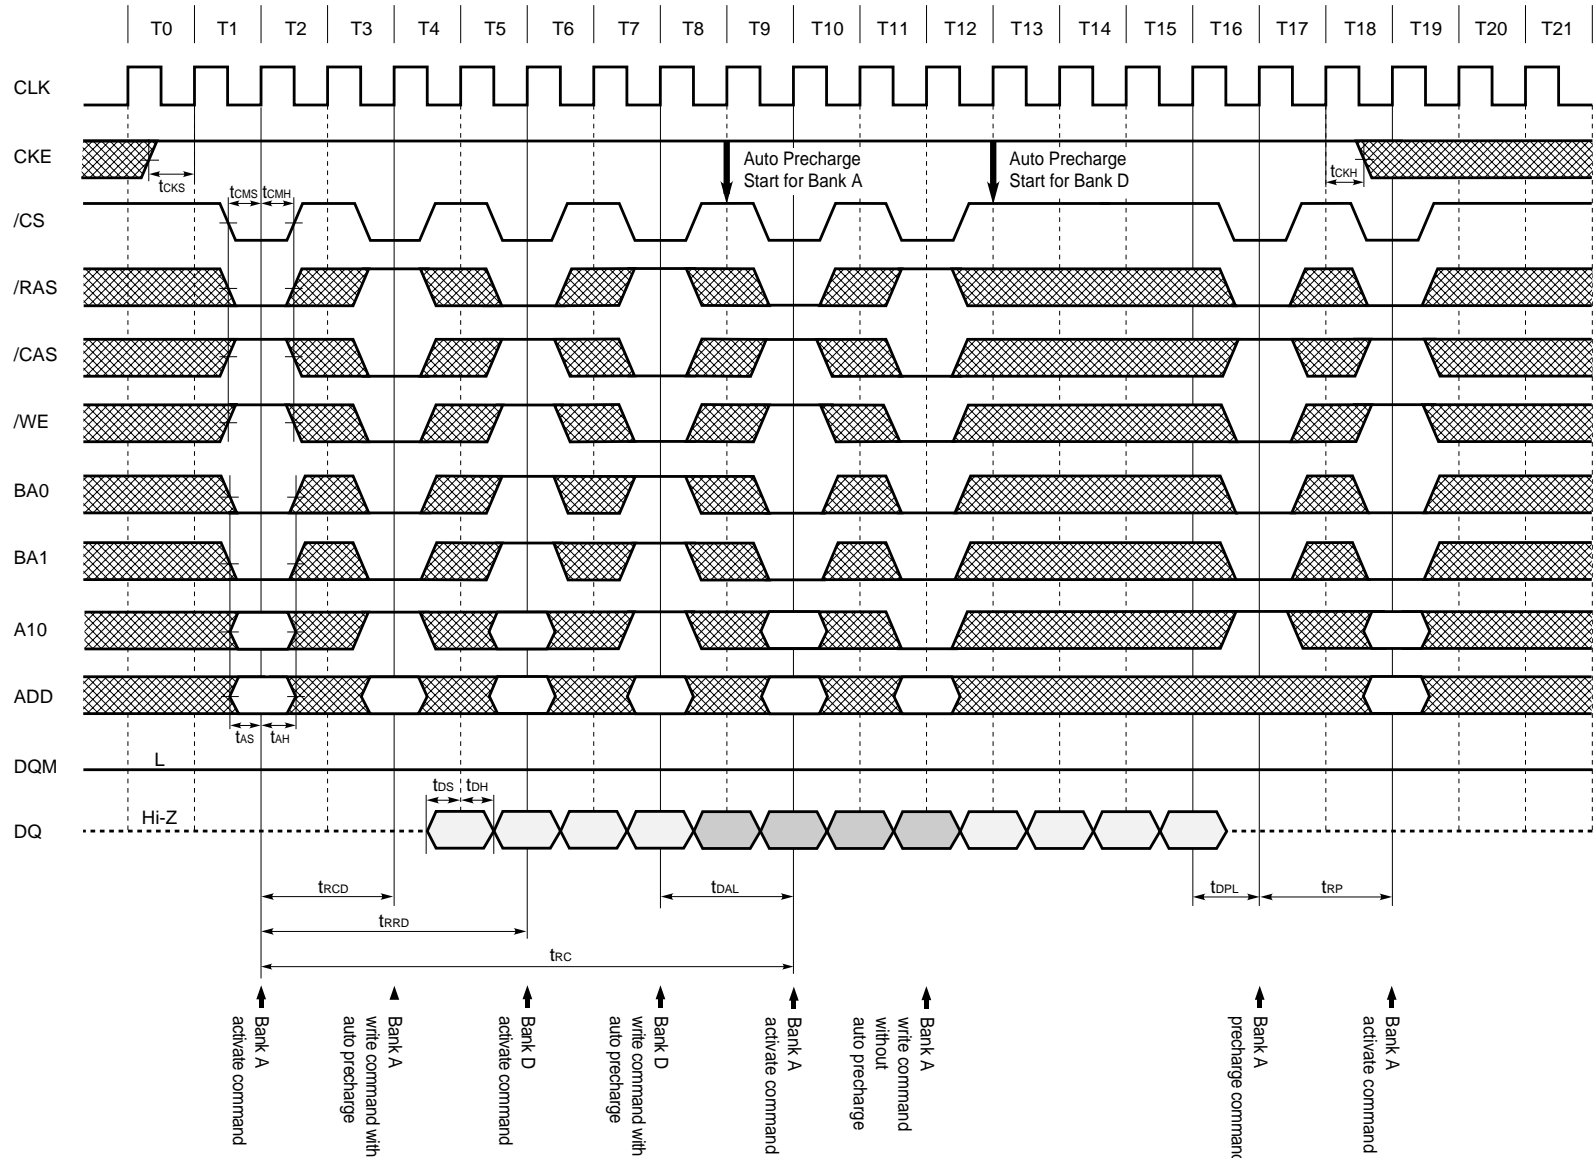 T0 T1 T2 T3 T4 T5 T6 T7 T8 T9 T10 T11 T12 T13 T14 T15 T16 T17 T18 T19 T20 T21
CLK
CKE
tCKS
Auto Precharge
Start for Bank A
Auto Precharge
Start for Bank D
tCKH
tCMS tCMH
/CS
/RAS
/CAS
/WE
BA0
BA1
A10
ADD
tAS tAH
DQM
L
tDS tDH
DQ
Hi-Z
tRCD
tDAL
tDPL
tRP
tRRD
tRC
Bank A
activate command
Bank A
write command with
auto precharge
Bank D
activate command
Bank D
write command with
auto precharge
Bank A
activate command
Bank A
write command
without
auto precharge
Bank A
precharge command
Bank A
activate command